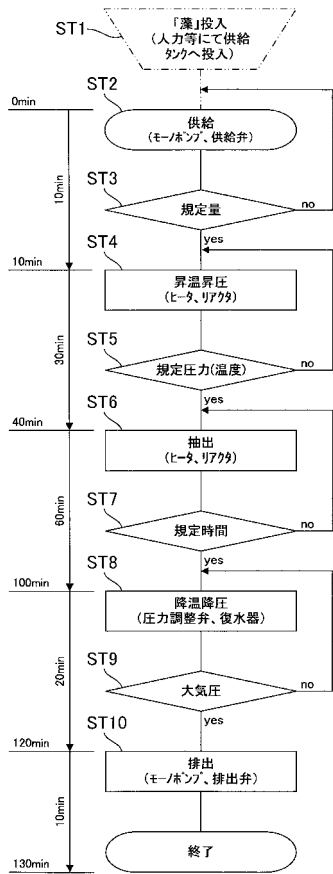 ST1
『藻』投入
(人力等にて供給
タンクへ投入)
ST2
0min
供給
(モーノポンプ、供給弁)
10min
ST3
規定量
no
yes
ST4
10min
昇温昇圧
(ヒータ、リアクタ)
30min
ST5
規定圧力(温度)
no
yes
ST6
40min
抽出
(ヒータ、リアクタ)
60min
ST7
規定時間
no
yes
ST8
100min
降温降圧
(圧力調整弁、復水器)
20min
ST9
大気圧
no
yes
ST10
120min
排出
(モーノポンプ、排出弁)
10min
終了
130min